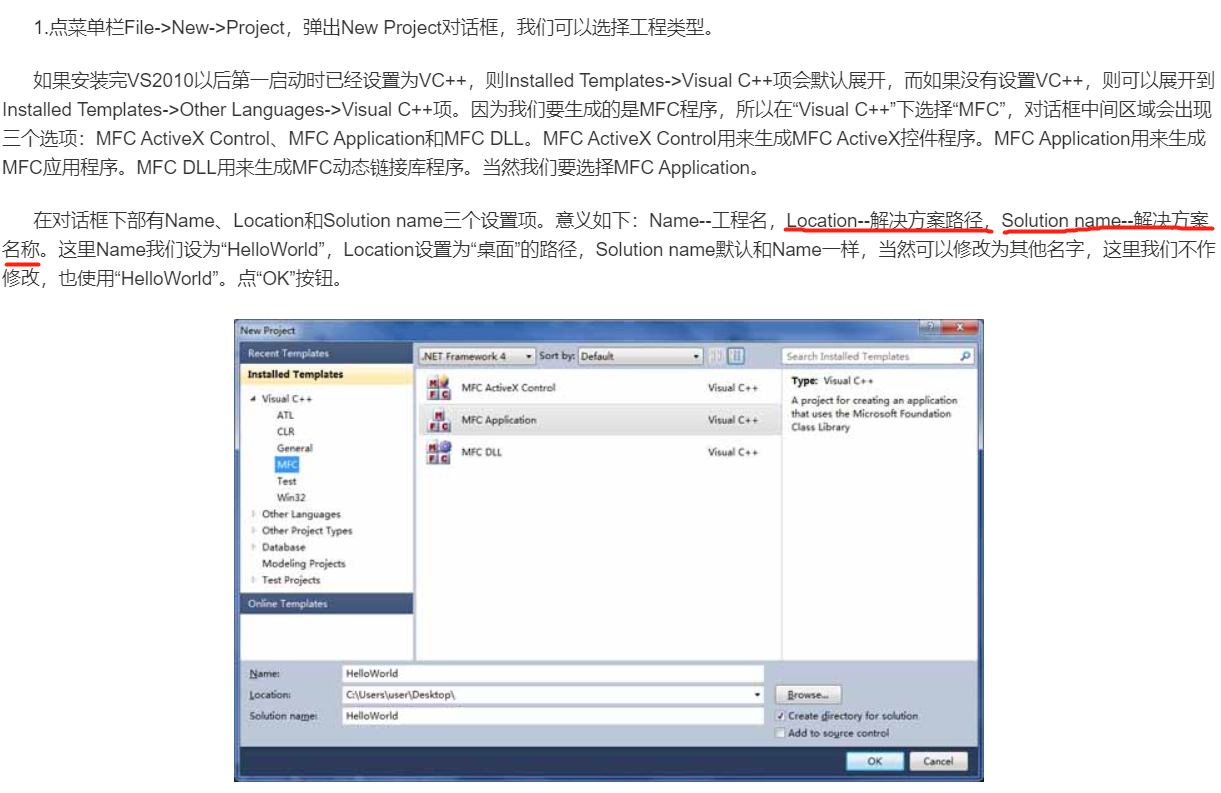 1.点菜单栏File->New->Project，弹出New Project对话框，我们可以选择工程类型。
如果安装完VS2010以后第一启动时已经设置为VC++，则Installed Templates->Visual C++项会默认展开，而如果没有设置VC++，则可以展开到
Installed Templates->Other Languages->Visual C++项。因为我们要生成的是MFC程序，所以在“Visual C++”下选择“MFC”，对话框中间区域会出现
三个选项：MFC ActiveX Control、MFC Application和MFC DLL。MFC ActiveX Control用来生成MFC ActiveX控件程序。MFC Application用来生成
MFC应用程序。MFC DLL用来生成MFC动态链接库程序。当然我们要选择MFC Application。
在对话框下部有Name、Location和Solution name三个设置项。意义如下：Name--工程名，Location--解决方案路径，Solution name--解决方案
名称。这里Name我们设为“HelloWorld”，Location设置为“桌面”的路径，Solution name默认和Name一样，当然可以修改为其他名字，这里我们不作
修改，也使用“HelloWorld”。点“OK”按钮。
New Project
Recent Templates
.NET Framework 4
Sort by: Default
Search Installed Templates
Installed Templates
Visual C++
ATL
CLR
General
MFC
Test
Win32
Other Languages
Other Project Types
Database
Modeling Projects
Test Projects
Online Templates
MFC ActiveX Control Visual C++
MFC Application Visual C++
MFC DLL Visual C++
Type: Visual C++
A project for creating an application
that uses the Microsoft Foundation
Class Library
Name: HelloWorld
Location: C:\Users\user\Desktop\ Browse...
Solution name: HelloWorld
Create directory for solution
Add to source control
OK Cancel